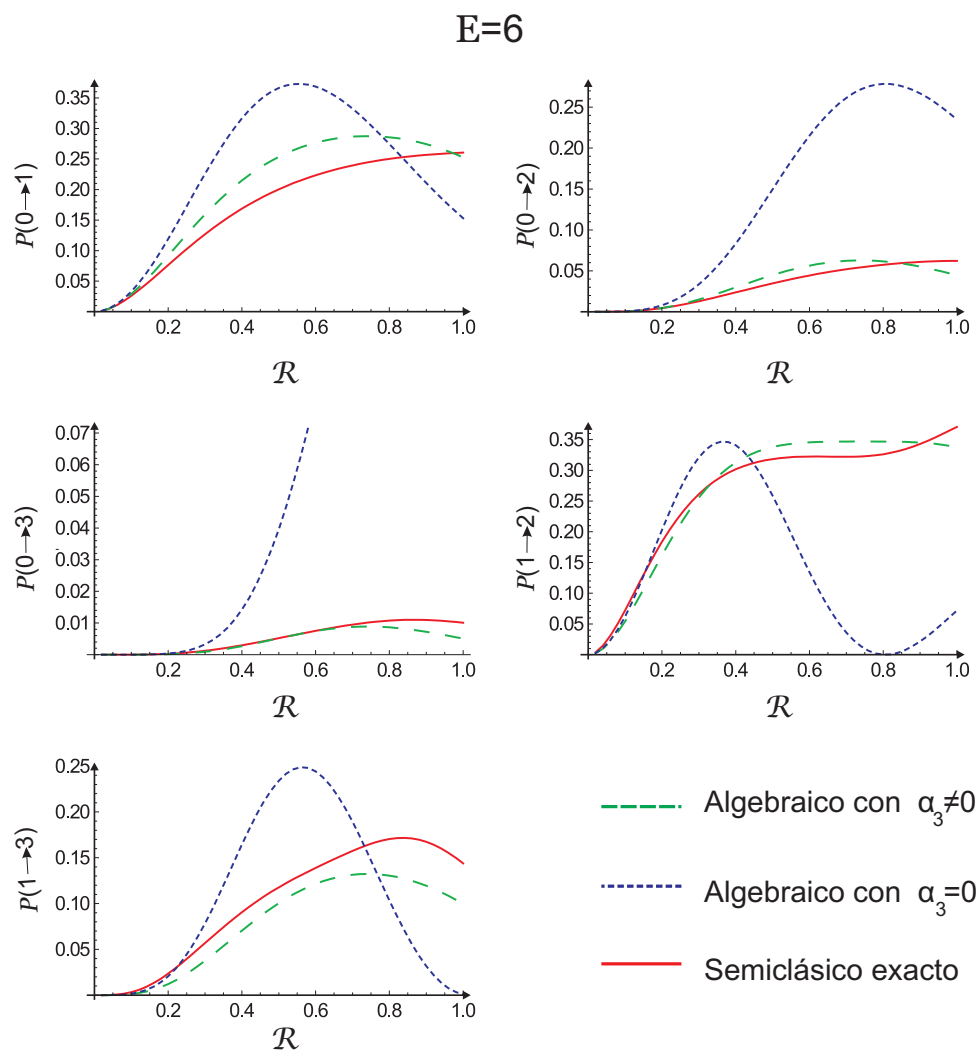 E=6
P(0→1)
0.35
0.30
0.25
0.20
0.15
0.10
0.05
0.2 0.4 0.6 0.8 1.0
ℛ
P(0→2)
0.25
0.20
0.15
0.10
0.05
0.2 0.4 0.6 0.8 1.0
ℛ
P(0→3)
0.07
0.06
0.05
0.04
0.03
0.02
0.01
0.2 0.4 0.6 0.8 1.0
ℛ
P(1→2)
0.35
0.30
0.25
0.20
0.15
0.10
0.05
0.2 0.4 0.6 0.8 1.0
ℛ
P(1→3)
0.25
0.20
0.15
0.10
0.05
0.2 0.4 0.6 0.8 1.0
ℛ
Algebraico con α₃≠0
Algebraico con α₃=0
Semiclásico exacto